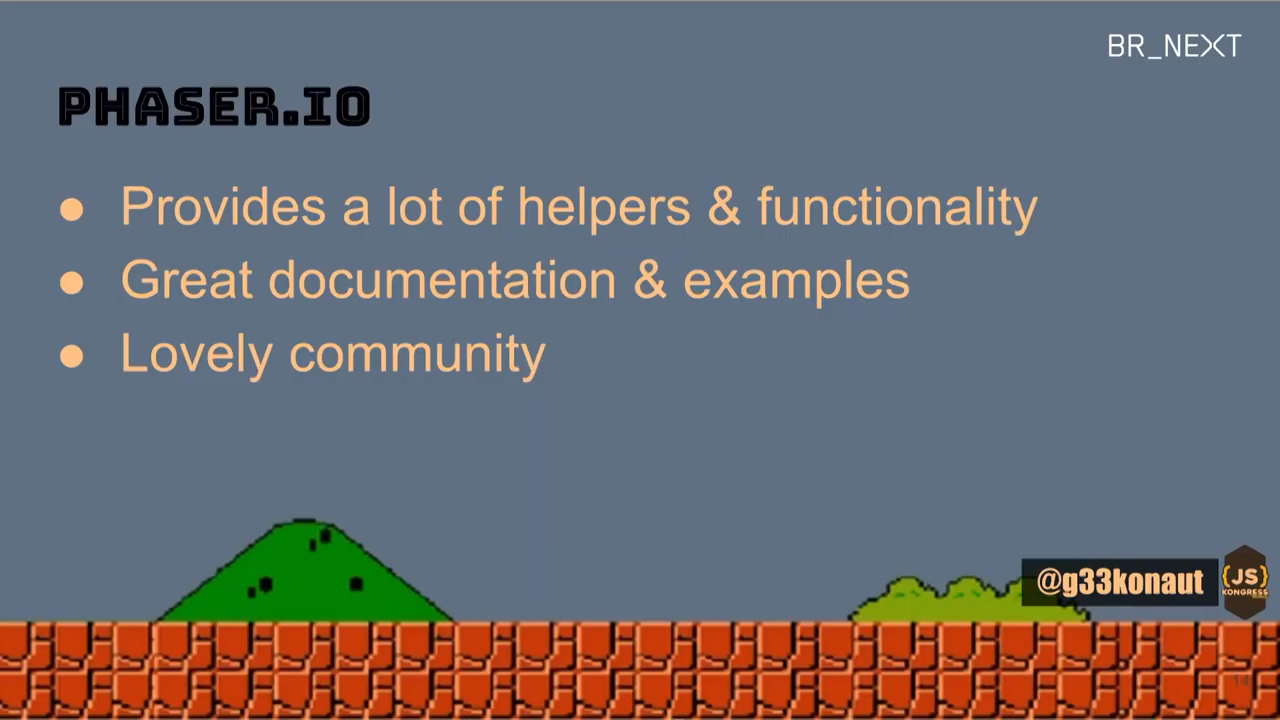 BR_NEXT
PHASER.IO
● Provides a lot of helpers & functionality
● Great documentation & examples
● Lovely community
@g33konaut
{JS}
KONGRESS